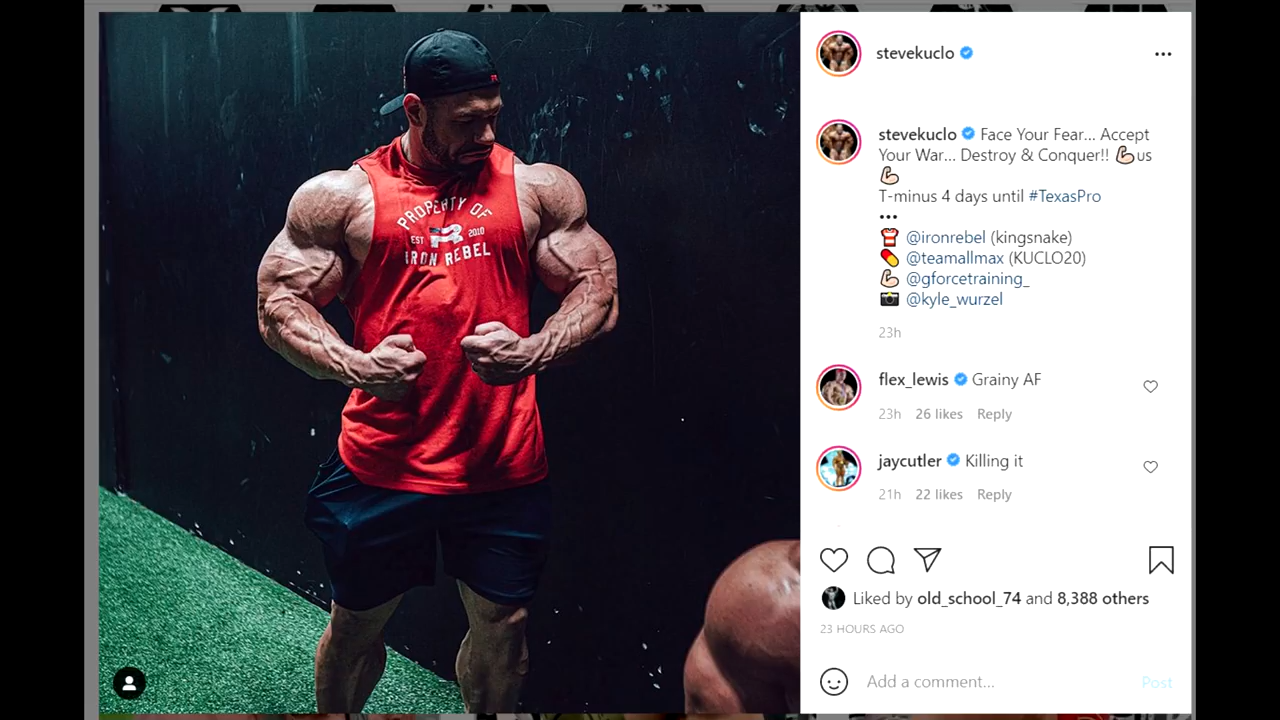 PROPERTY OF
EST R 2010
IRON REBEL
stevekuclo
stevekuclo Face Your Fear... Accept
Your War... Destroy & Conquer!! 💪🏻us
💪🏻
T-minus 4 days until #TexasPro
•••
@ironrebel (kingsnake)
💊 @teamallmax (KUCLO20)
💪🏻 @gforcetraining_
📷 @kyle_wurzel
23h
flex_lewis Grainy AF
23h 26 likes Reply
jaycutler Killing it
21h 22 likes Reply
Liked by old_school_74 and 8,388 others
23 HOURS AGO
Add a comment... Post